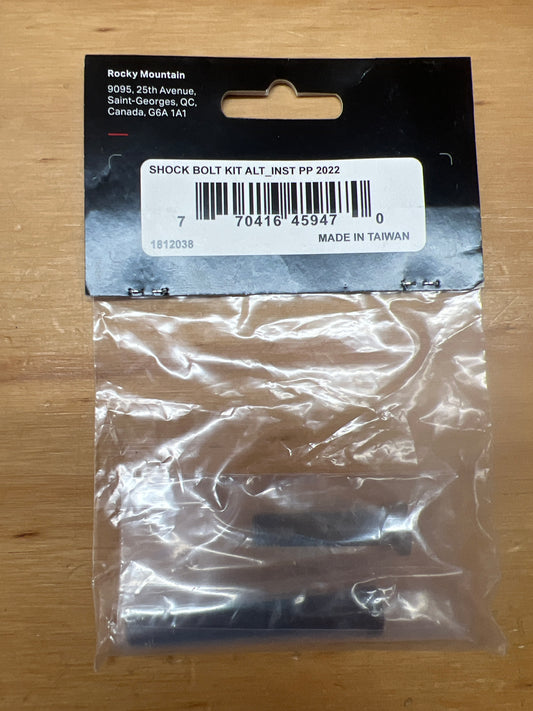 Rocky Mountain
9095, 25th Avenue,
Saint-Georges, QC,
Canada, G6A 1A1
SHOCK BOLT KIT ALT_INST PP 2022
7 70416 45947 0
1812038 MADE IN TAIWAN